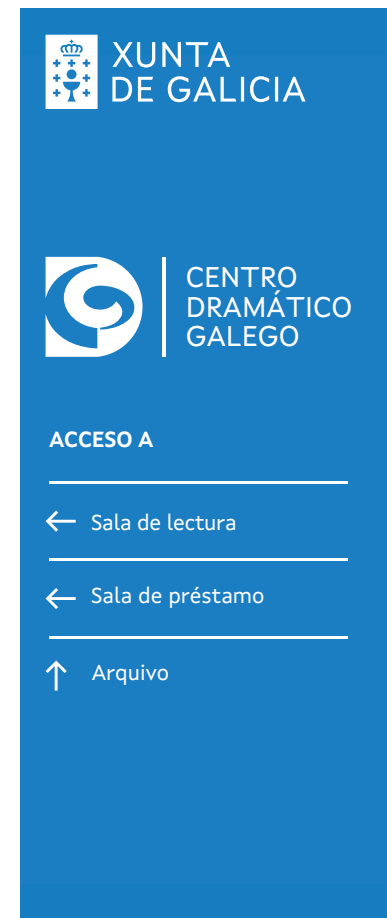 XUNTA
DE GALICIA
CENTRO
DRAMÁTICO
GALEGO
ACCESO A
← Sala de lectura
← Sala de préstamo
↑ Arquivo